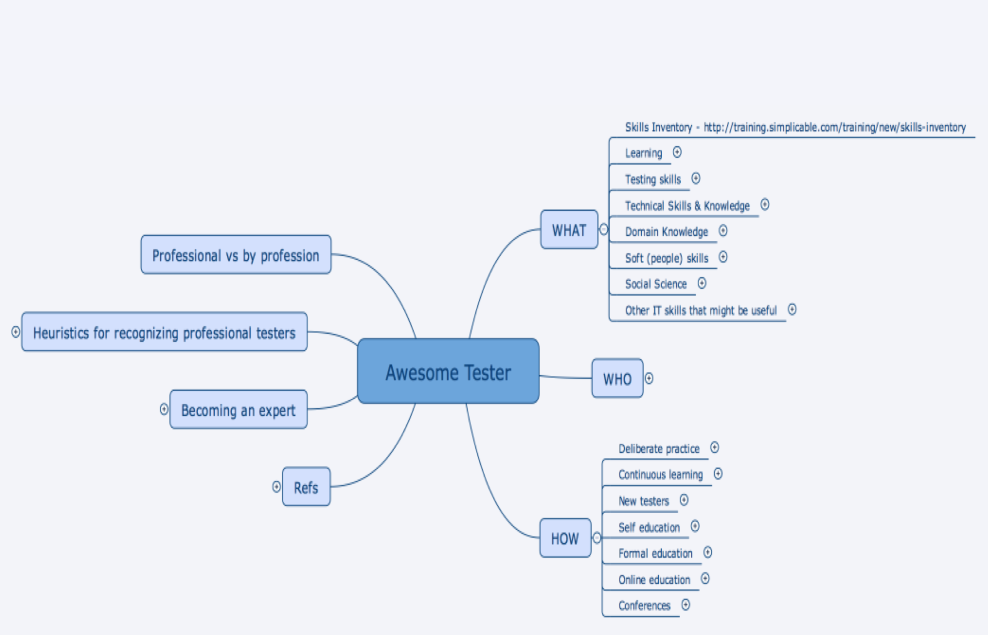 Awesome Tester
WHAT
Skills Inventory - http://training.simplicable.com/training/new/skills-inventory
Learning
Testing skills
Technical Skills & Knowledge
Domain Knowledge
Soft (people) skills
Social Science
Other IT skills that might be useful
WHO
HOW
Deliberate practice
Continuous learning
New testers
Self education
Formal education
Online education
Conferences
Professional vs by profession
Heuristics for recognizing professional testers
Becoming an expert
Refs